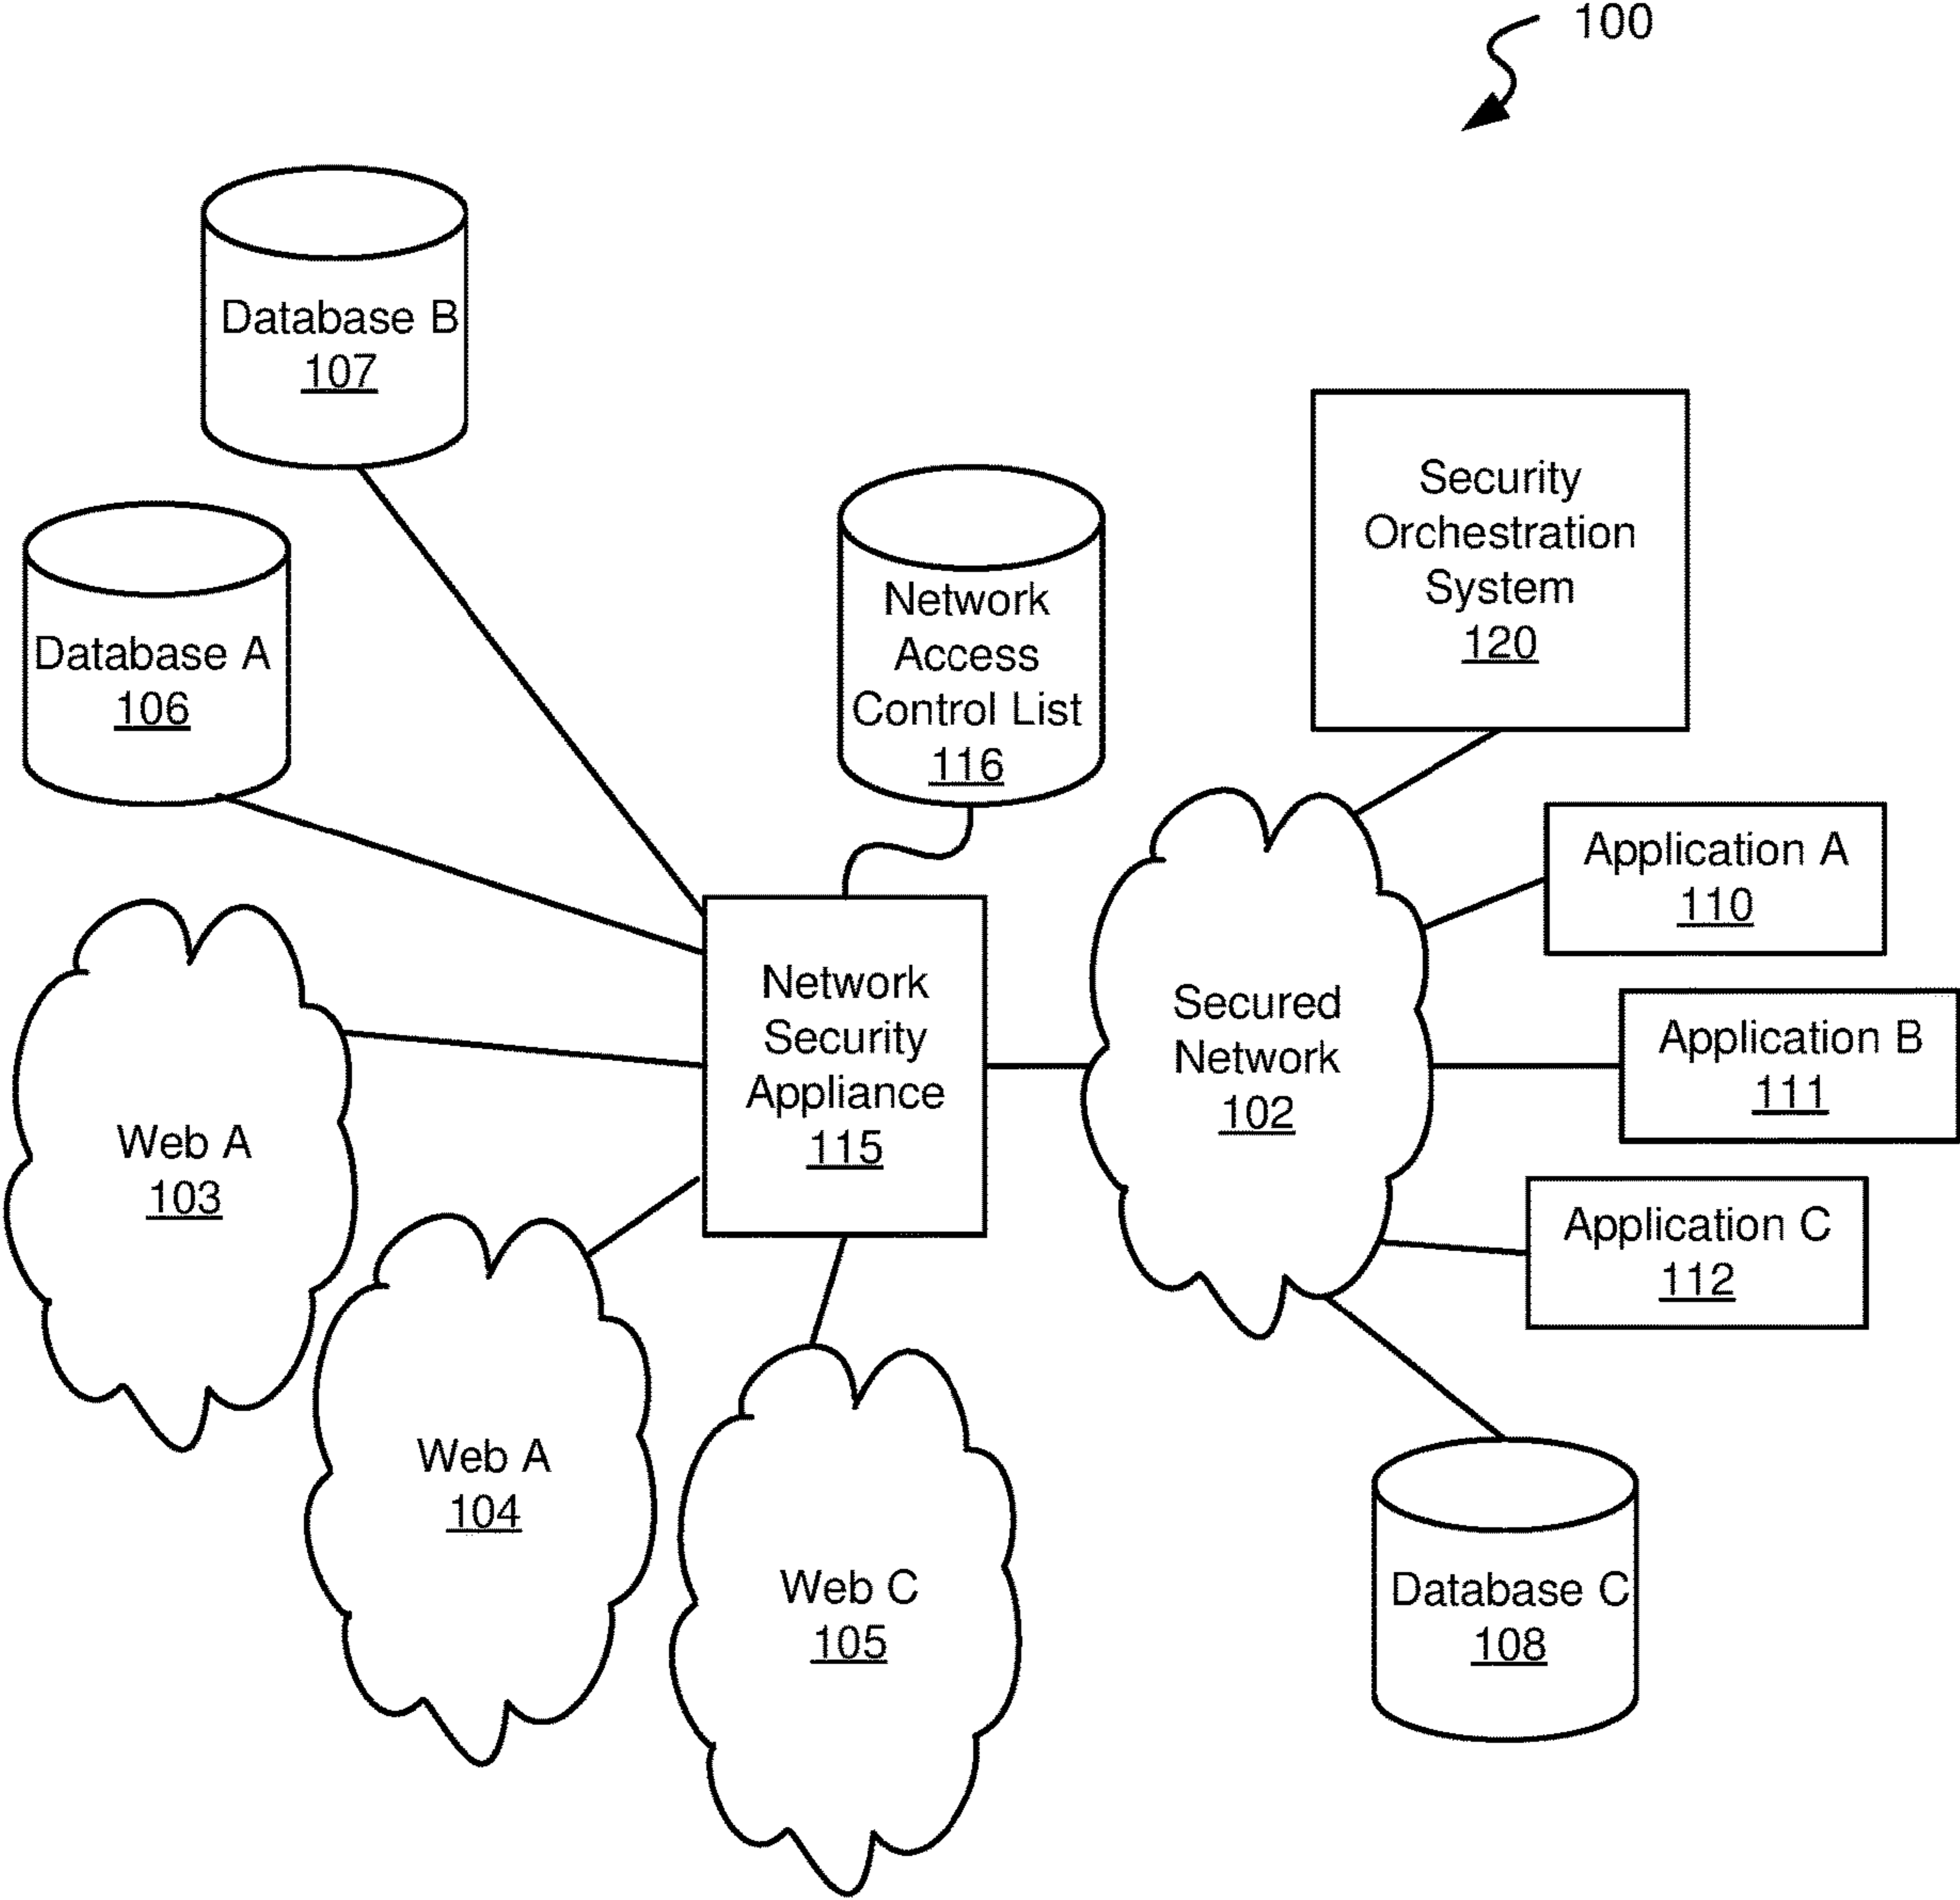 100
Database B
107
Database A
106
Network
Access
Control List
116
Security
Orchestration
System
120
Application A
110
Application B
111
Application C
112
Network
Security
Appliance
115
Secured
Network
102
Web A
103
Web A
104
Web C
105
Database C
108